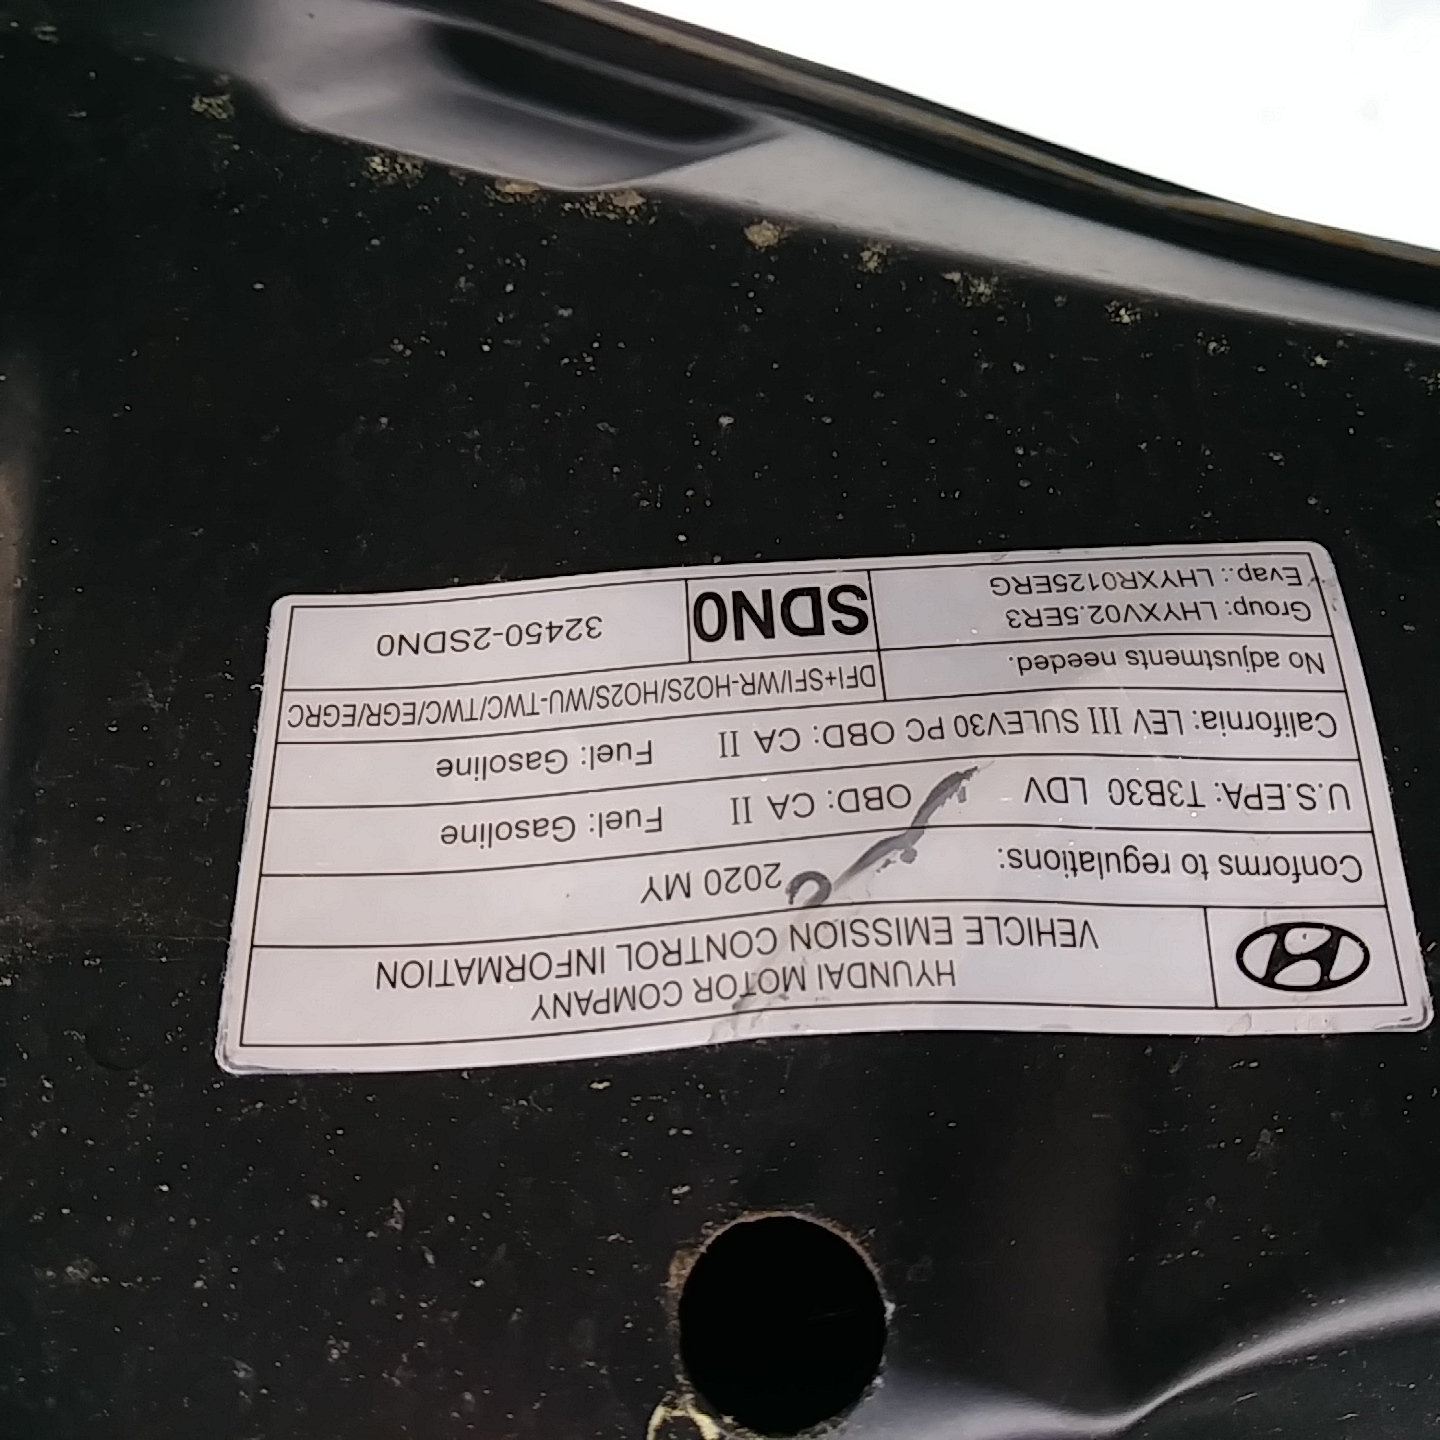 HYUNDAI MOTOR COMPANY
VEHICLE EMISSION CONTROL INFORMATION
Conforms to regulations: 2020 MY
U.S.EPA: T3B30 LDV OBD: CA II Fuel: Gasoline
California: LEV III SULEV30 PC OBD: CA II Fuel: Gasoline
No adjustments needed. DFI+SFI/WR-HO2S/HO2S/WU-TWC/TWC/EGR/EGRC
Group: LHYXV02.5ER3
Evap.: LHYXR0125ERG
SDN0
32450-2SDN0